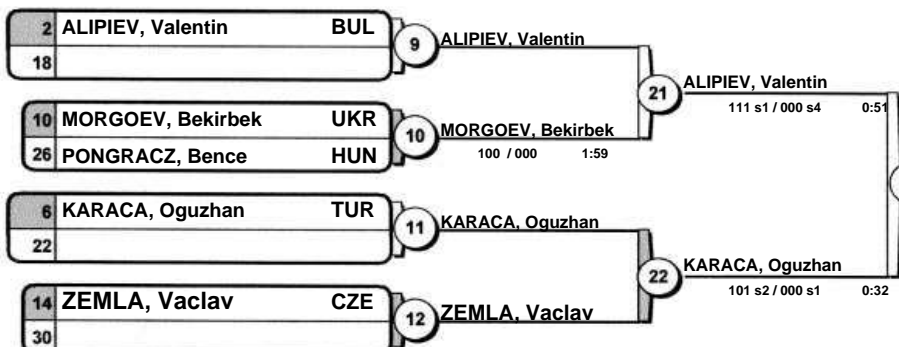 2 ALIPIEV, Valentin BUL
18
9
ALIPIEV, Valentin
21
ALIPIEV, Valentin
111 s1 / 000 s4 0:51
10 MORGOEV, Bekirbek UKR
26 PONGRACZ, Bence HUN
10
MORGOEV, Bekirbek
100 / 000 1:59
6 KARACA, Oguzhan TUR
22
11
KARACA, Oguzhan
22
KARACA, Oguzhan
101 s2 / 000 s1 0:32
14 ZEMLA, Vaclav CZE
30
12
ZEMLA, Vaclav